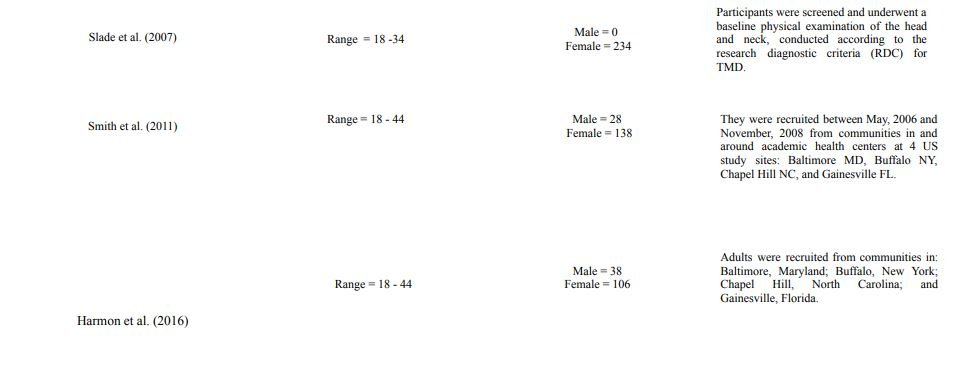 Slade et al. (2007)
Range = 18 -34
Male = 0
Female = 234
Participants were screened and underwent a
baseline physical examination of the head
and neck, conducted according to the
research diagnostic criteria (RDC) for
TMD.
Smith et al. (2011)
Range = 18 - 44
Male = 28
Female = 138
They were recruited between May, 2006 and
November, 2008 from communities in and
around academic health centers at 4 US
study sites: Baltimore MD, Buffalo NY,
Chapel Hill NC, and Gainesville FL.
Harmon et al. (2016)
Range = 18 - 44
Male = 38
Female = 106
Adults were recruited from communities in:
Baltimore, Maryland; Buffalo, New York;
Chapel Hill, North Carolina; and
Gainesville, Florida.